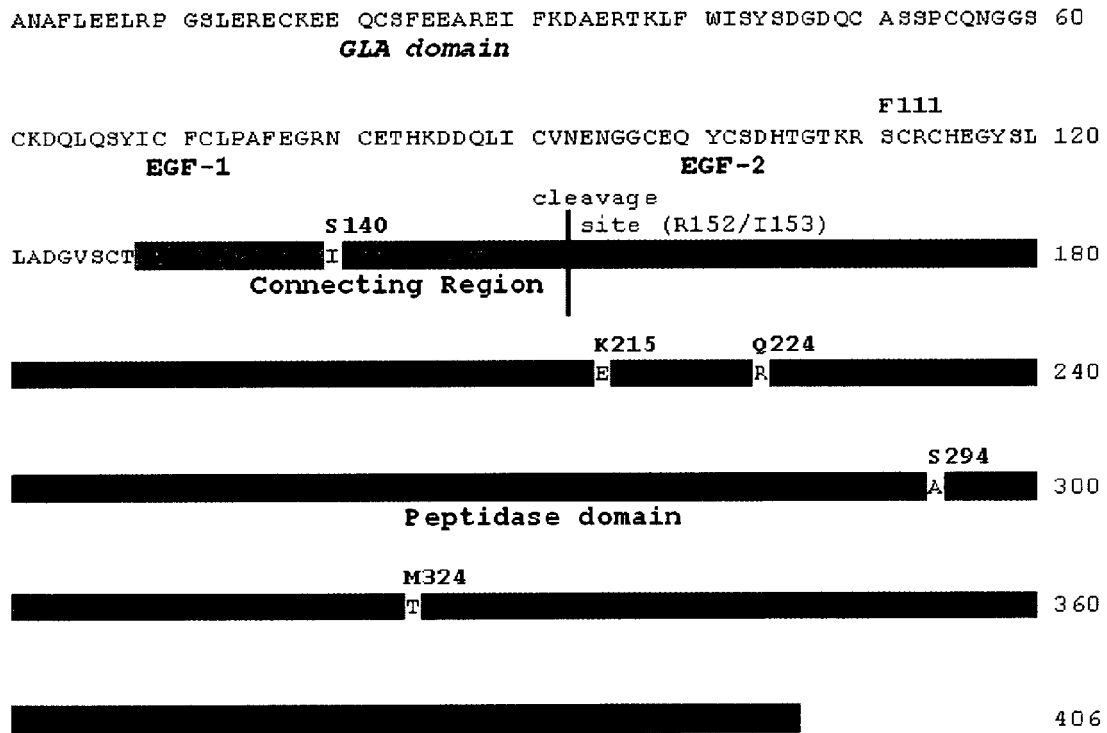 ANAFLEELRP GSLERECKEE QCSFEEAREI FKDAERTKLF WISYSDGDQC ASSPCQNGGS 60
GLA domain
F111
CKDQLQSYIC FCLPAFEGRN CETHKDDQLI CVNENGGCEQ YCSDHTGTKR SCRCHEGYSL 120
EGF-1 EGF-2
cleavage
S140 site (R152/I153)
LADGVSCT I 180
Connecting Region
K215 Q224
E R 240
S294
A 300
Peptidase domain
M324
T 360
406